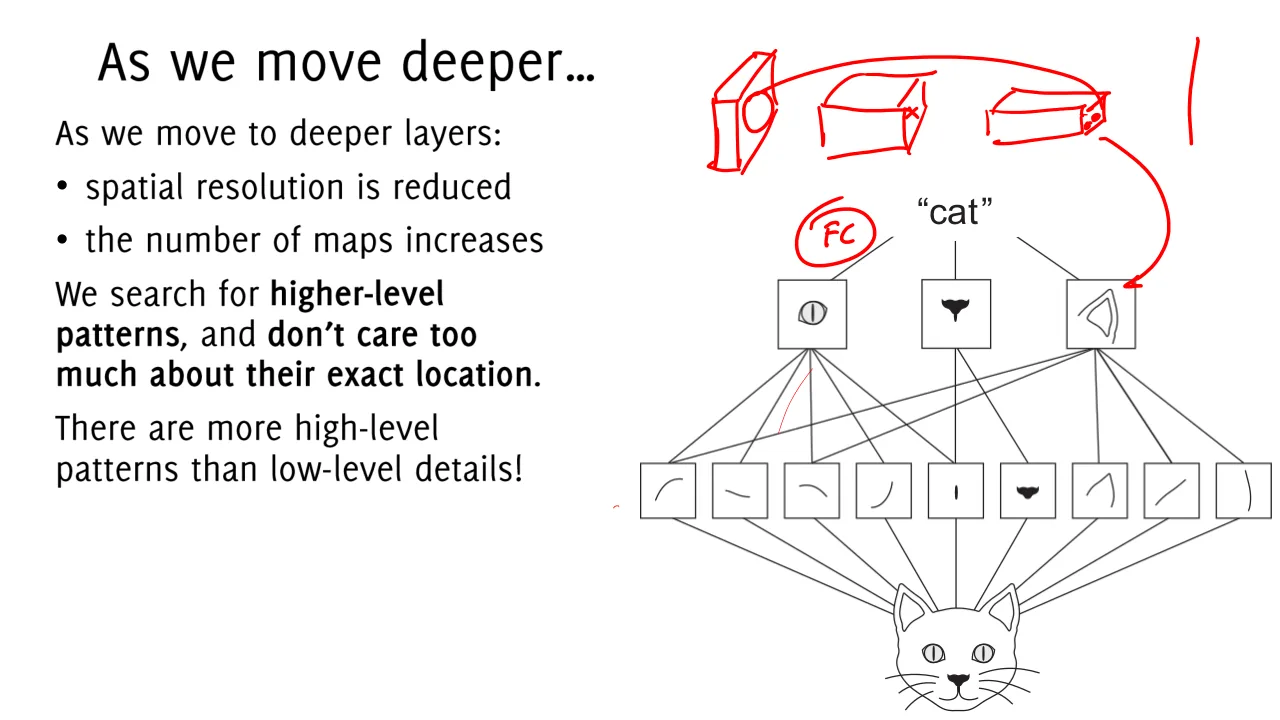 As we move deeper...
As we move to deeper layers:
• spatial resolution is reduced
• the number of maps increases
We search for higher-level
patterns, and don't care too
much about their exact location.
There are more high-level
patterns than low-level details!
FC
“cat”